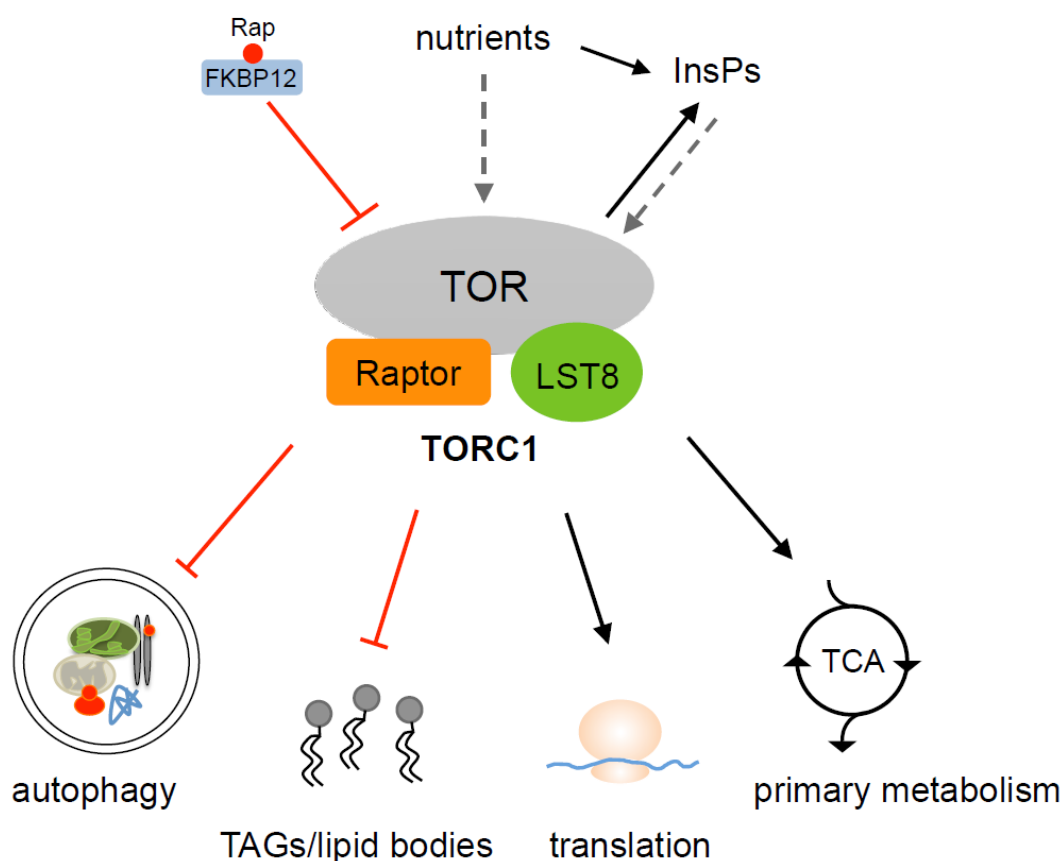 Rap
FKBP12
nutrients
InsPs
TOR
Raptor
LST8
TORC1
TCA
autophagy
primary metabolism
TAGs/lipid bodies
translation